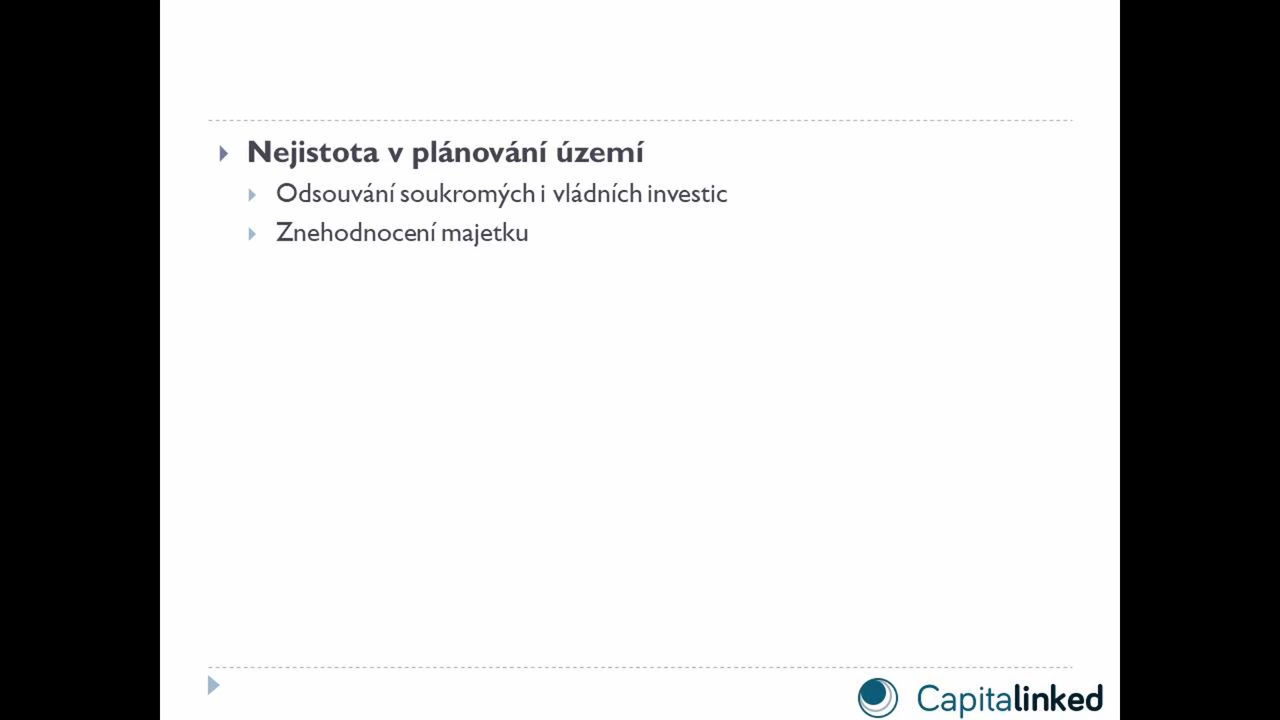 Nejistota v plánování území
Odsouvání soukromých i vládních investic
Znehodnocení majetku
Capitalinked